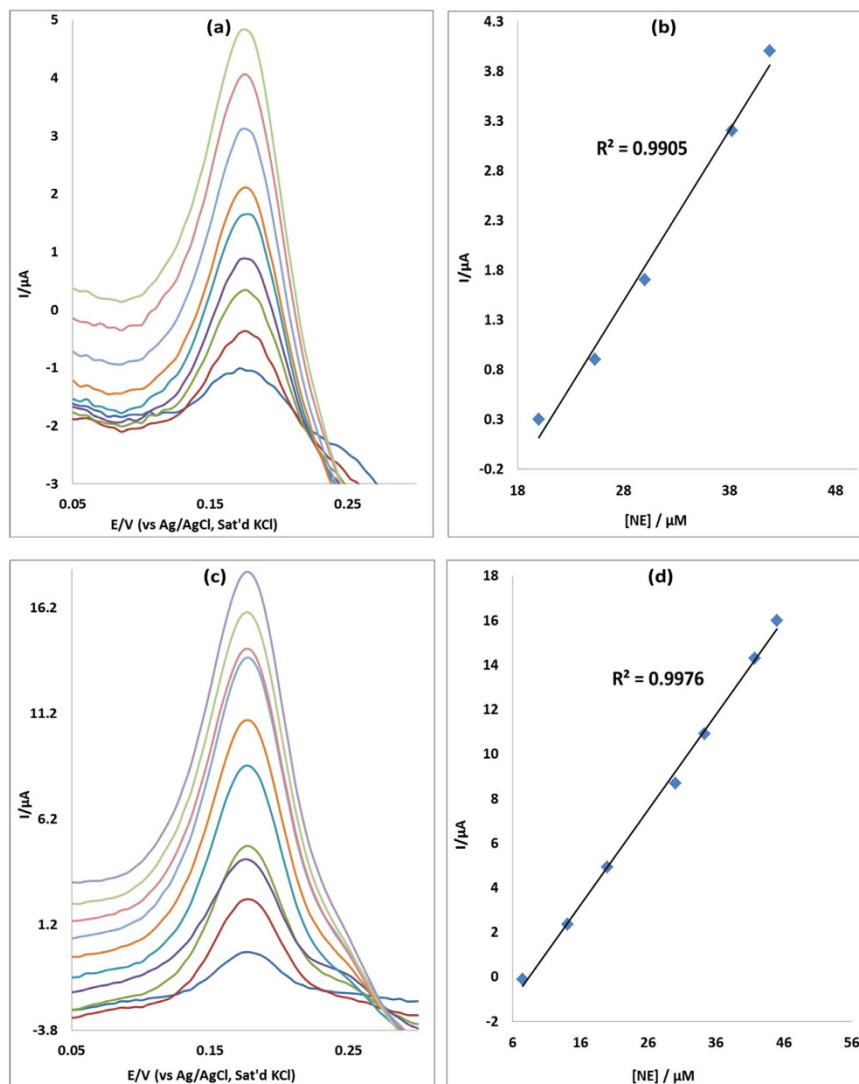 (a)
5
4
3
2
1
0
-1
-2
-3
I/µA
0.05 0.15 0.25
E/V (vs Ag/AgCl, Sat'd KCl)
(b)
4.3
3.8
3.3
2.8
2.3
1.8
1.3
0.8
0.3
-0.2
I/µA
R² = 0.9905
18 28 38 48
[NE] / µM
(c)
16.2
11.2
6.2
1.2
-3.8
I/µA
0.05 0.15 0.25
E/V (vs Ag/AgCl, Sat'd KCl)
(d)
18
16
14
12
10
8
6
4
2
0
-2
I/µA
R² = 0.9976
6 16 26 36 46 56
[NE] / µM